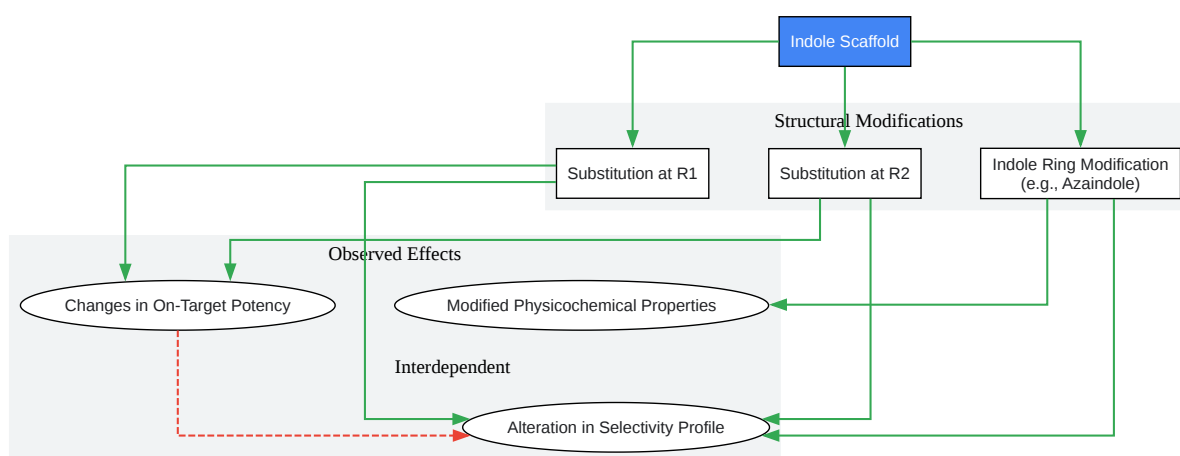 Indole Scaffold
Structural Modifications
Substitution at R1
Substitution at R2
Indole Ring Modification
(e.g., Azaindole)
Observed Effects
Changes in On-Target Potency
Modified Physicochemical Properties
Interdependent
Alteration in Selectivity Profile